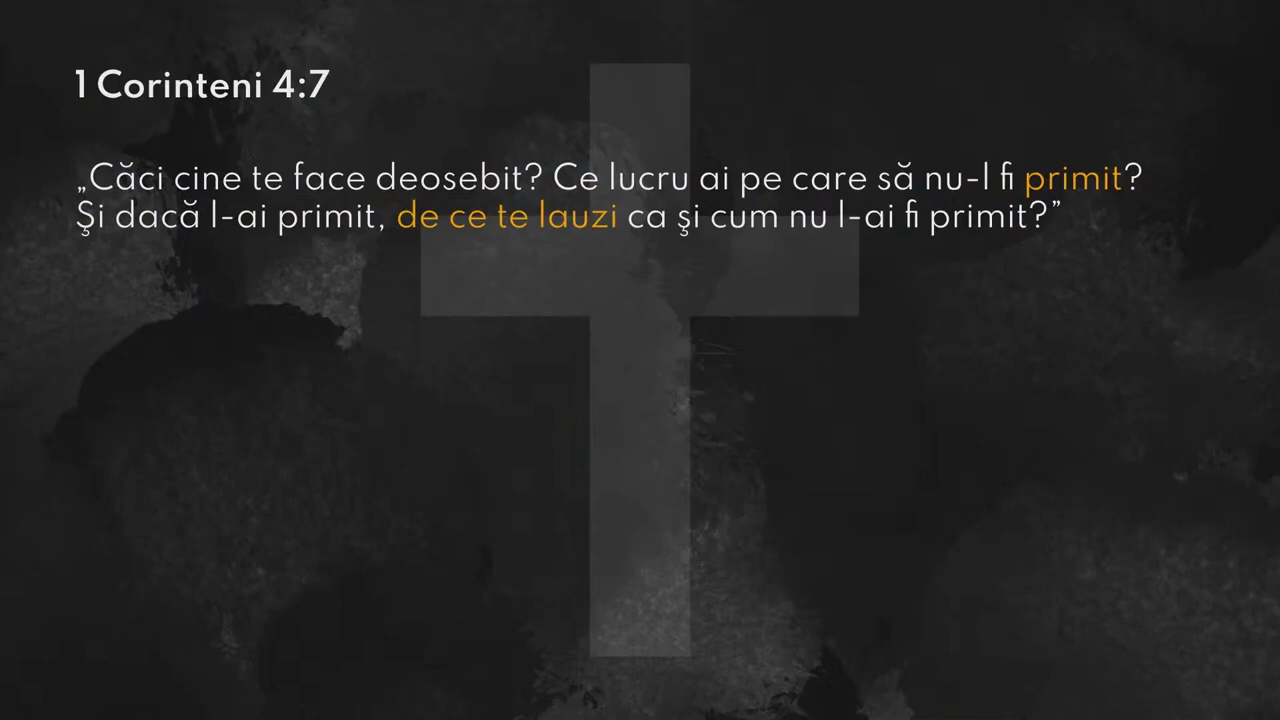 1 Corinteni 4:7
„Căci cine te face deosebit? Ce lucru ai pe care să nu-l fi primit?
Şi dacă l-ai primit, de ce te lauzi ca şi cum nu l-ai fi primit?”